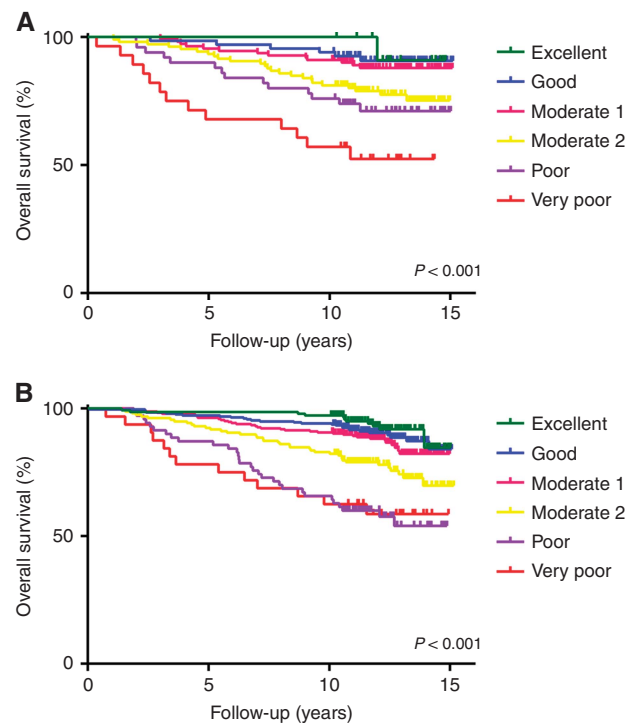 A
100
50
0
0
5
10
15
Overall survival (%)
Follow-up (years)
P < 0.001
Excellent
Good
Moderate 1
Moderate 2
Poor
Very poor
B
100
50
0
0
5
10
15
Overall survival (%)
Follow-up (years)
P < 0.001
Excellent
Good
Moderate 1
Moderate 2
Poor
Very poor